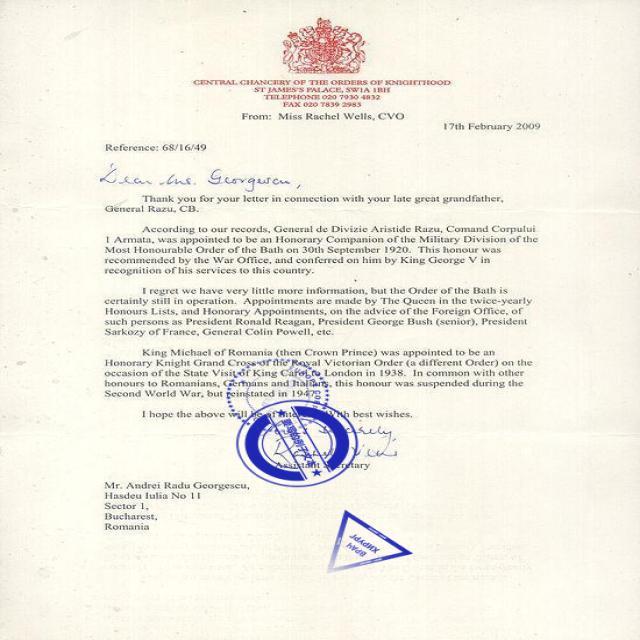 CENTRAL CHANCERY OF THE ORDERS OF KNIGHTHOOD
ST JAMES'S PALACE, SW1A 1BH
TELEPHONE 020 7930 4832
FAX 020 7839 2983
From: Miss Rachel Wells, CVO
17th February 2009
Reference: 68/16/49
Dear Mr. Georgescu,
Thank you for your letter in connection with your late great grandfather,
General Razu, CB.
According to our records, General de Divizie Aristide Razu, Comand Corpului
1 Armata, was appointed to be an Honorary Companion of the Military Division of the
Most Honourable Order of the Bath on 30th September 1920. This honour was
recommended by the War Office, and conferred on him by King George V in
recognition of his services to this country.
I regret we have very little more information, but the Order of the Bath is
certainly still in operation. Appointments are made by The Queen in the twice-yearly
Honours Lists, and Honorary Appointments, on the advice of the Foreign Office, of
such persons as President Ronald Reagan, President George Bush (senior), President
Sarkozy of France, General Colin Powell, etc.
King Michael of Romania (then Crown Prince) was appointed to be an
Honorary Knight Grand Cross of the Royal Victorian Order (a different Order) on the
occasion of the State Visit of King Carol to London in 1938. In common with other
honours to Romanians, Germans and Italians, this honour was suspended during the
Second World War, but reinstated in 194
I hope the above will be of interest. With best wishes.
Sincerely,
Assistant Secretary
Mr. Andrei Radu Georgescu,
Hasdeu Iulia No 11
Sector 1,
Bucharest,
Romania
ВРАЧ
ХИРУРГ